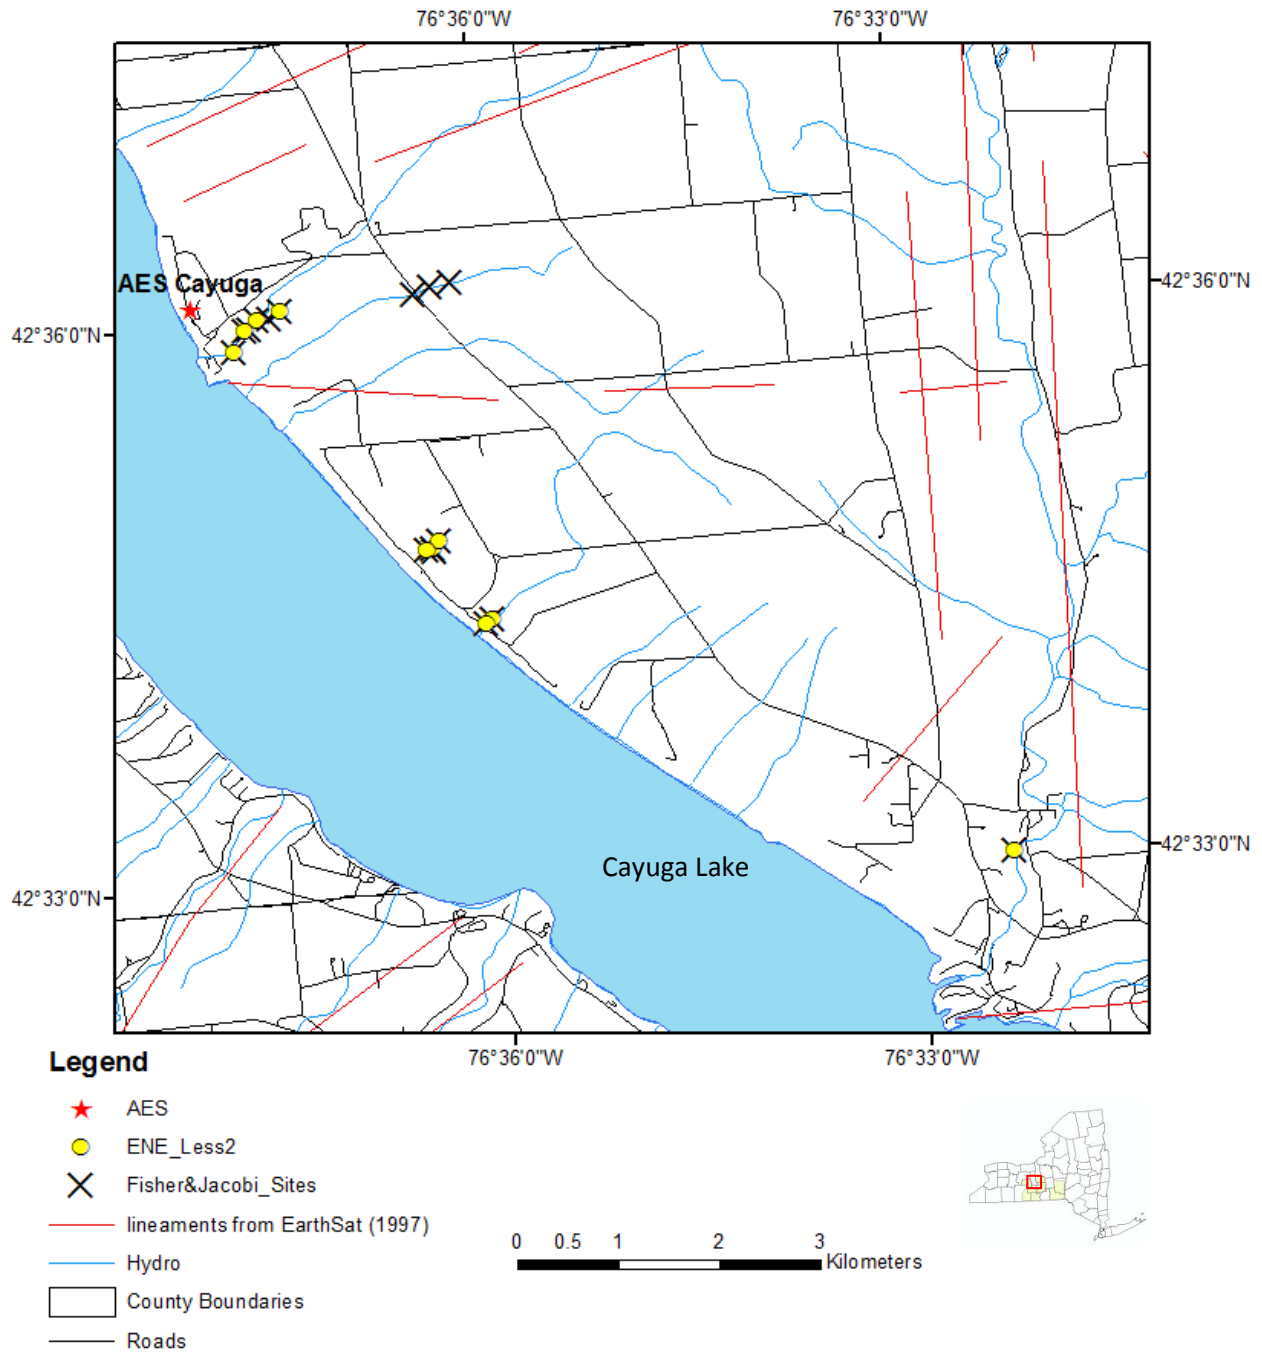 76°36'0"W
76°33'0"W
AES Cayuga
42°36'0"N
42°36'0"N
Cayuga Lake
42°33'0"N
42°33'0"N
76°36'0"W
76°33'0"W
Legend
AES
ENE_Less2
Fisher&Jacobi_Sites
lineaments from EarthSat (1997)
Hydro
County Boundaries
Roads
0 0.5 1 2 3
Kilometers